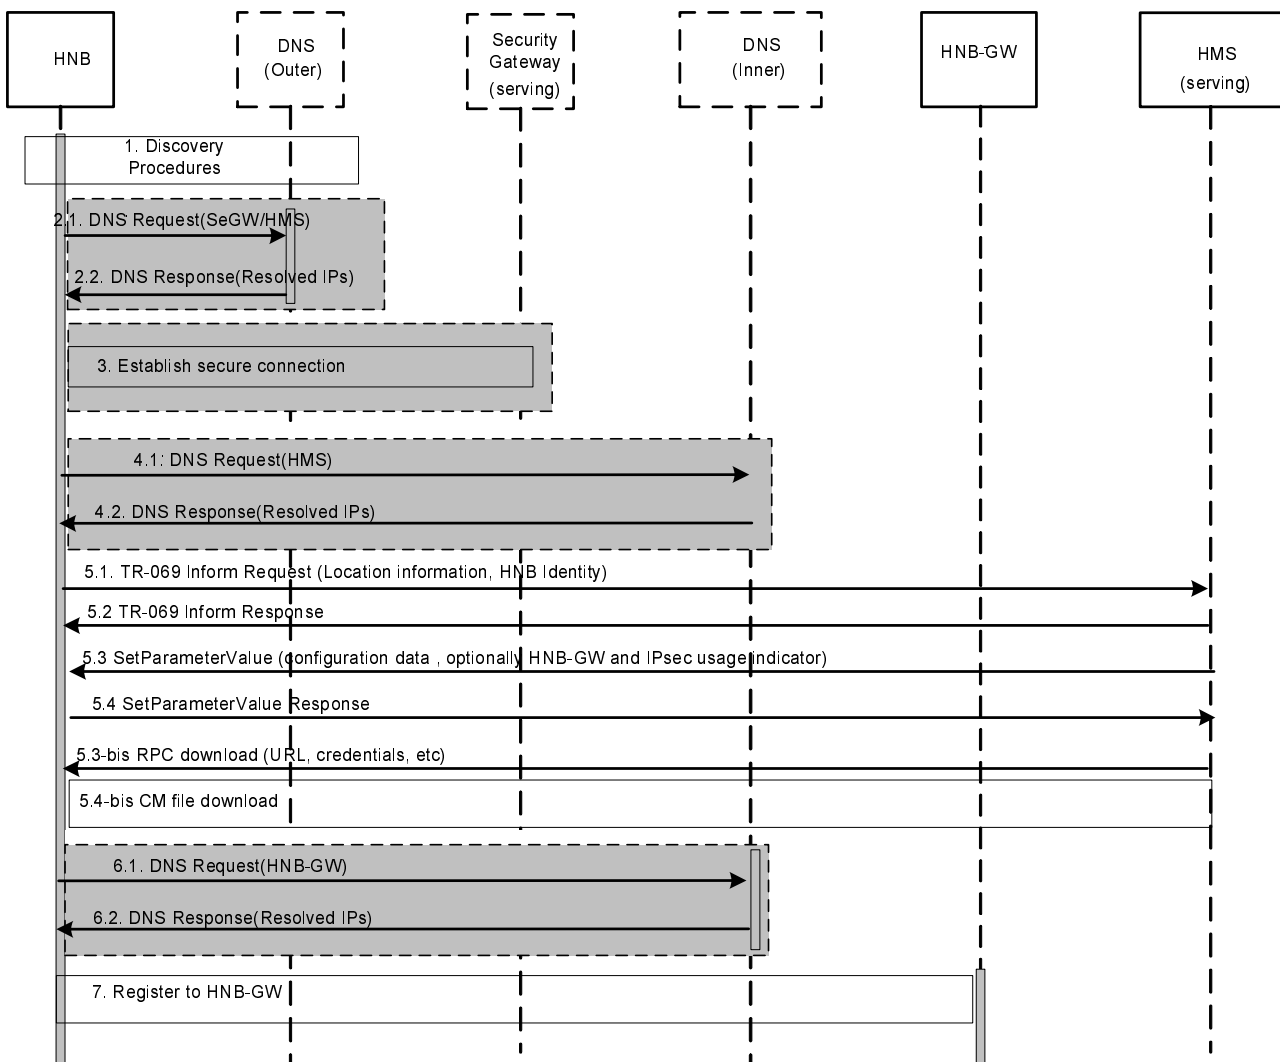 HNB
DNS
(Outer)
Security
Gateway
(serving)
DNS
(Inner)
HNB-GW
HMS
(serving)
1. Discovery
Procedures
2.1. DNS Request(SeGW/HMS)
2.2. DNS Response(Resolved IPs)
3. Establish secure connection
4.1. DNS Request(HMS)
4.2. DNS Response(Resolved IPs)
5.1. TR-069 Inform Request (Location information, HNB Identity)
5.2 TR-069 Inform Response
5.3 SetParameterValue (configuration data , optionally HNB-GW and IPsec usage indicator)
5.4 SetParameterValue Response
5.3-bis RPC download (URL, credentials, etc)
5.4-bis CM file download
6.1. DNS Request(HNB-GW)
6.2. DNS Response(Resolved IPs)
7. Register to HNB-GW